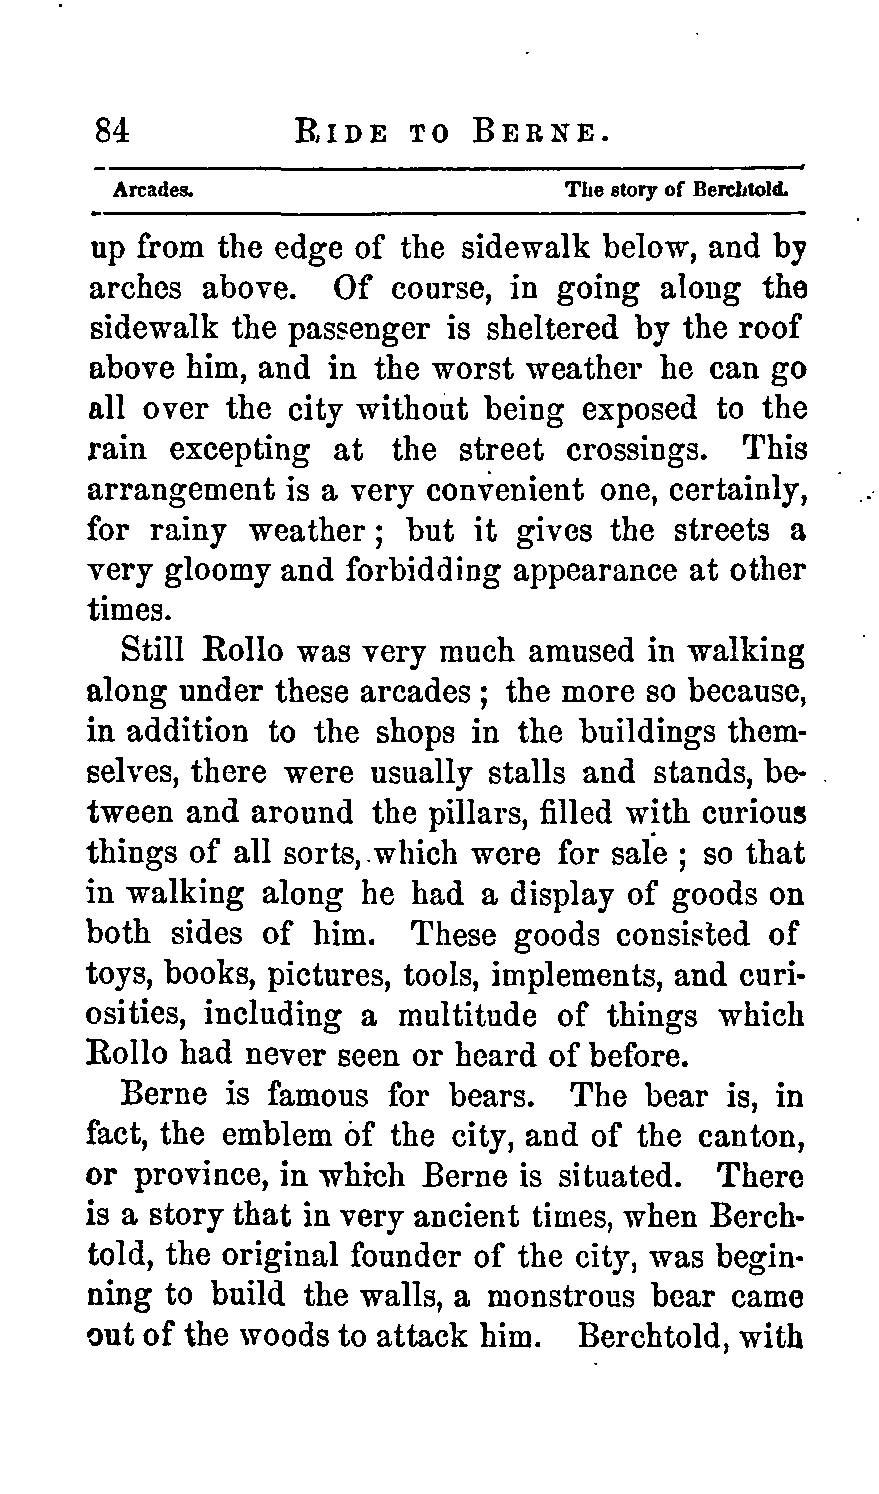 84 RIDE TO BERNE.
Arcades. The story of Berchtold.
up from the edge of the sidewalk below, and by
arches above. Of course, in going along the
sidewalk the passenger is sheltered by the roof
above him, and in the worst weather he can go
all over the city without being exposed to the
rain excepting at the street crossings. This
arrangement is a very convenient one, certainly,
for rainy weather ; but it gives the streets a
very gloomy and forbidding appearance at other
times.
Still Rollo was very much amused in walking
along under these arcades ; the more so because,
in addition to the shops in the buildings them-
selves, there were usually stalls and stands, be-
tween and around the pillars, filled with curious
things of all sorts, which were for sale ; so that
in walking along he had a display of goods on
both sides of him. These goods consisted of
toys, books, pictures, tools, implements, and curi-
osities, including a multitude of things which
Rollo had never seen or heard of before.
Berne is famous for bears. The bear is, in
fact, the emblem of the city, and of the canton,
or province, in which Berne is situated. There
is a story that in very ancient times, when Berch-
told, the original founder of the city, was begin-
ning to build the walls, a monstrous bear came
out of the woods to attack him. Berchtold, with